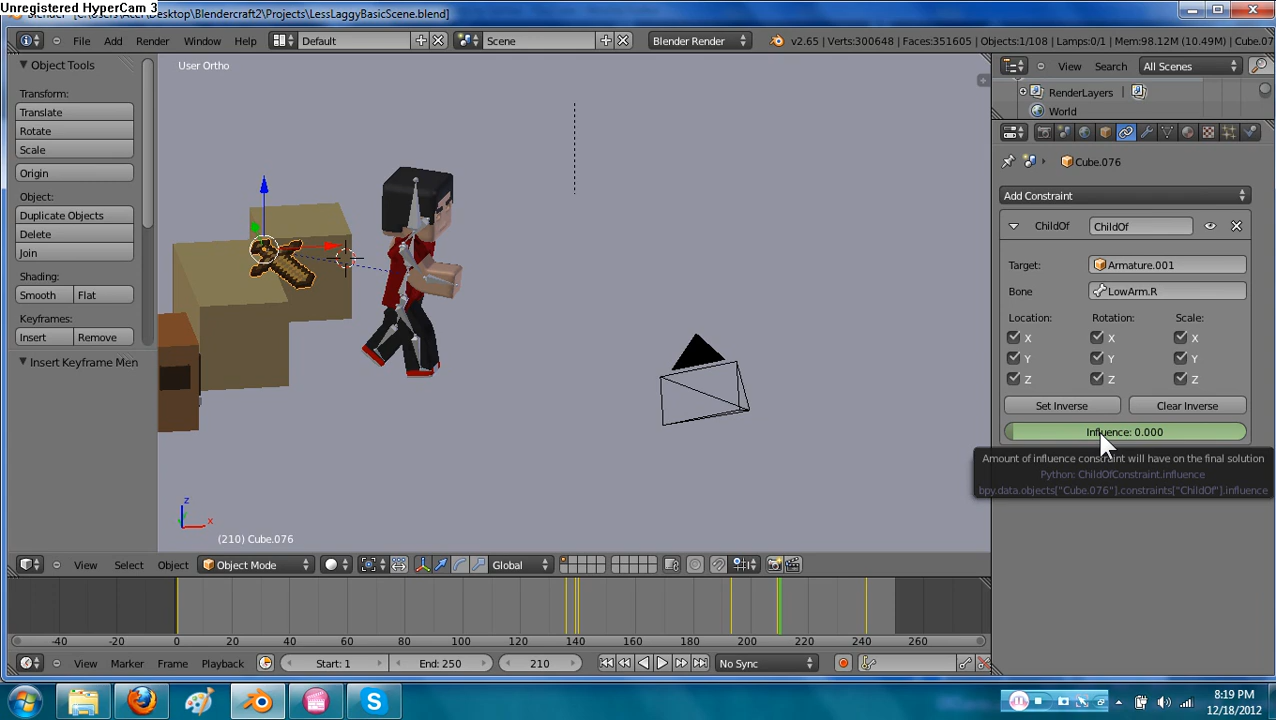 Unregistered HyperCam 3
Desktop\Blendercraft2\Projects\LessLaggyBasicScene.blend]
File Add Render Window Help Default Scene Blender Render v2.65 | Verts:300648 | Faces:351605 | Objects:1/108 | Lamps:0/1 | Mem:98.12M (10.49M) | Cube.07
Object Tools
User Ortho
View Search All Scenes
RenderLayers |
World
Transform:
Translate
Rotate
Scale
Origin
Object:
Duplicate Objects
Delete
Join
Shading:
Smooth Flat
Keyframes:
Insert Remove
Insert Keyframe Men
Cube.076
Add Constraint
ChildOf ChildOf
Target: Armature.001
Bone LowArm.R
Location: Rotation: Scale:
X X X
Y Y Y
Z Z Z
Set Inverse Clear Inverse
Influence: 0.000
Amount of influence constraint will have on the final solution
Python: ChildOfConstraint.influence
bpy.data.objects["Cube.076"].constraints["ChildOf"].influence
z
x
(210) Cube.076
View Select Object Object Mode Global
-40 -20 0 20 40 60 80 100 120 140 160 180 200 220 240 260
View Marker Frame Playback Start: 1 End: 250 210 No Sync
8:19 PM
12/18/2012